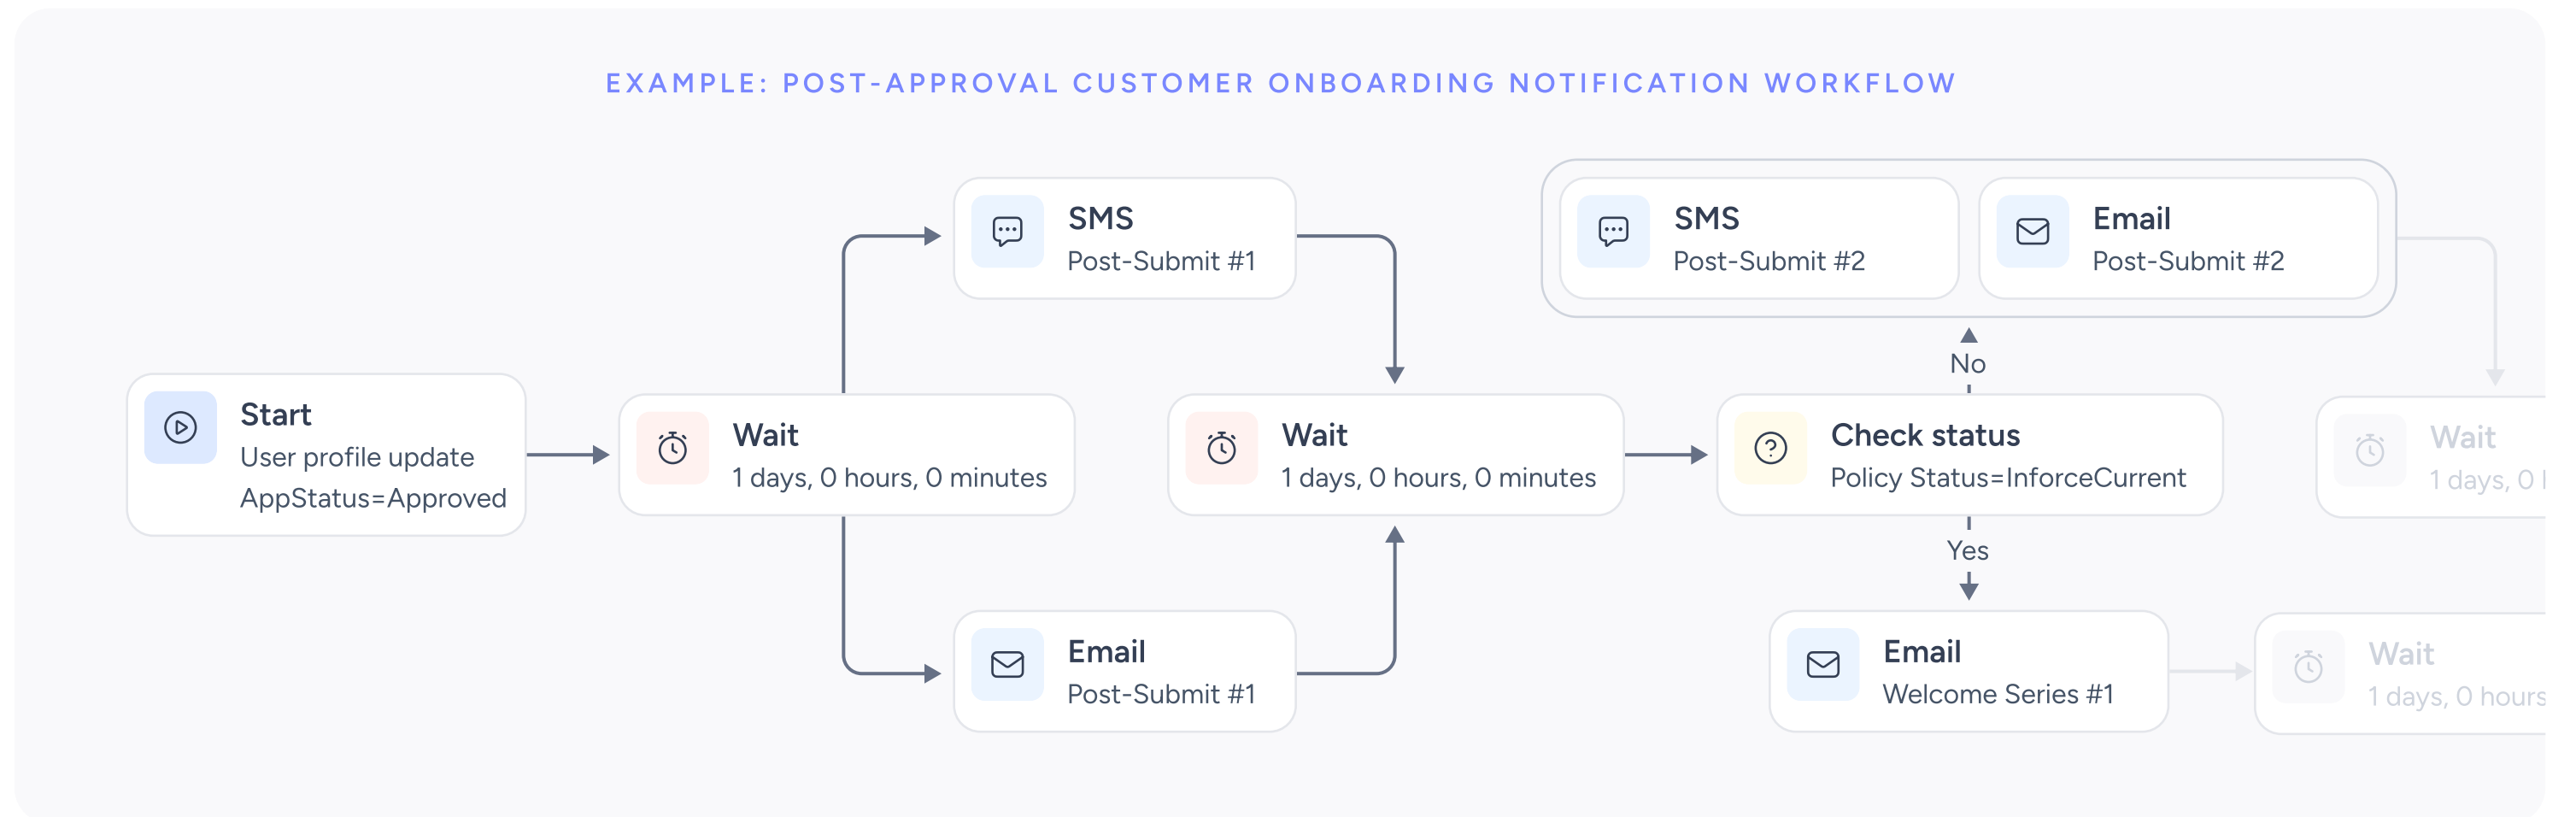 EXAMPLE: POST-APPROVAL CUSTOMER ONBOARDING NOTIFICATION WORKFLOW
Start
User profile update
AppStatus=Approved
Wait
1 days, 0 hours, 0 minutes
SMS
Post-Submit #1
Email
Post-Submit #1
Wait
1 days, 0 hours, 0 minutes
Check status
Policy Status=InforceCurrent
No
SMS
Post-Submit #2
Email
Post-Submit #2
Wait
1 days, 0
Yes
Email
Welcome Series #1
Wait
1 days, 0 hours